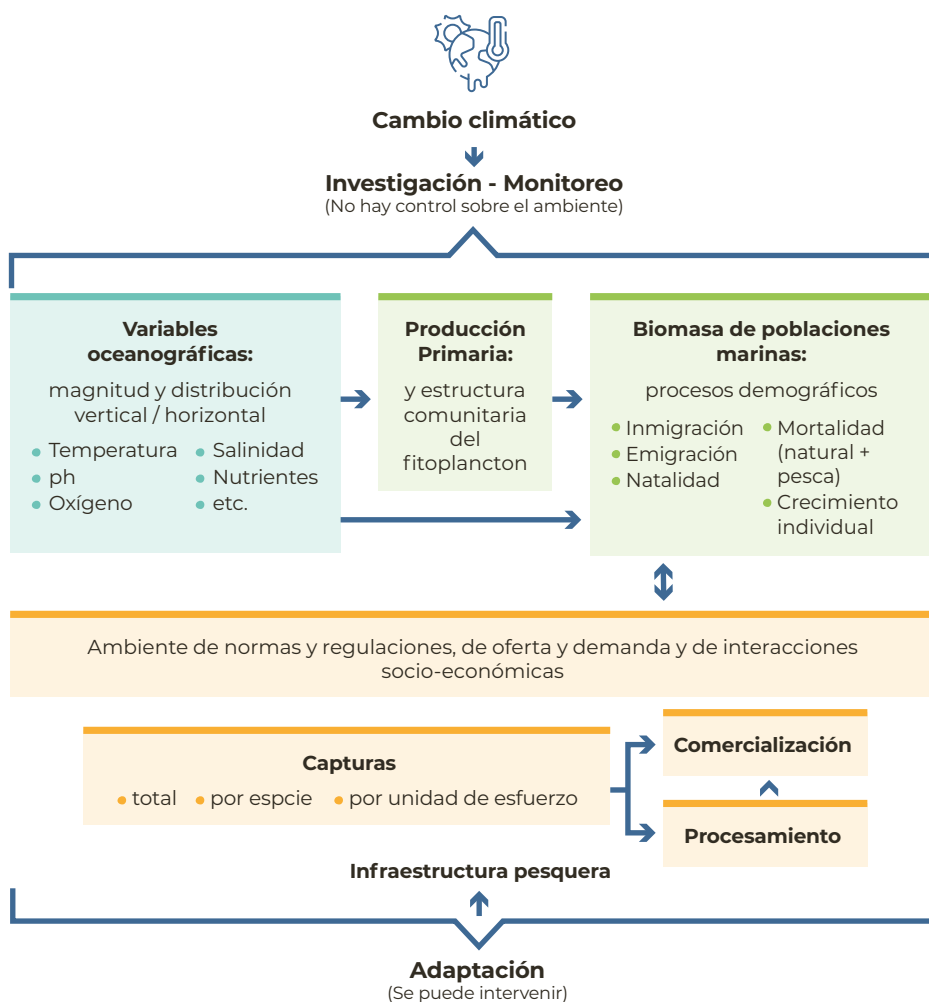 Cambio climático
Investigación - Monitoreo
(No hay control sobre el ambiente)
Variables
oceanográficas:
magnitud y distribución
vertical / horizontal
Temperatura
ph
Oxígeno
Salinidad
Nutrientes
etc.
Producción
Primaria:
y estructura
comunitaria
del
fitoplancton
Biomasa de poblaciones
marinas:
procesos demográficos
Inmigración
Emigración
Natalidad
Mortalidad
(natural +
pesca)
Crecimiento
individual
Ambiente de normas y regulaciones, de oferta y demanda y de interacciones
socio-económicas
Capturas
total
por espcie
por unidad de esfuerzo
Comercialización
Procesamiento
Infraestructura pesquera
Adaptación
(Se puede intervenir)